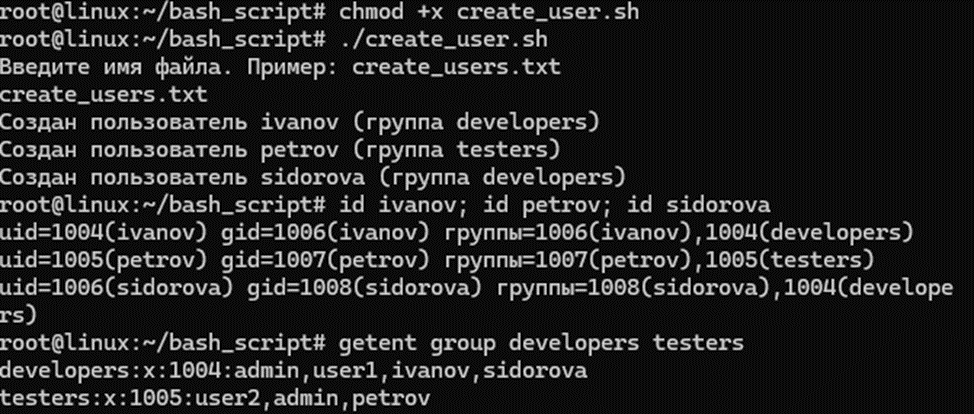 root@linux:~/bash_script# chmod +x create_user.sh
root@linux:~/bash_script# ./create_user.sh
Введите имя файла. Пример: create_users.txt
create_users.txt
Создан пользователь ivanov (группа developers)
Создан пользователь petrov (группа testers)
Создан пользователь sidorova (группа developers)
root@linux:~/bash_script# id ivanov; id petrov; id sidorova
uid=1004(ivanov) gid=1006(ivanov) группы=1006(ivanov),1004(developers)
uid=1005(petrov) gid=1007(petrov) группы=1007(petrov),1005(testers)
uid=1006(sidorova) gid=1008(sidorova) группы=1008(sidorova),1004(develope
rs)
root@linux:~/bash_script# getent group developers testers
developers:x:1004:admin,user1,ivanov,sidorova
testers:x:1005:user2,admin,petrov